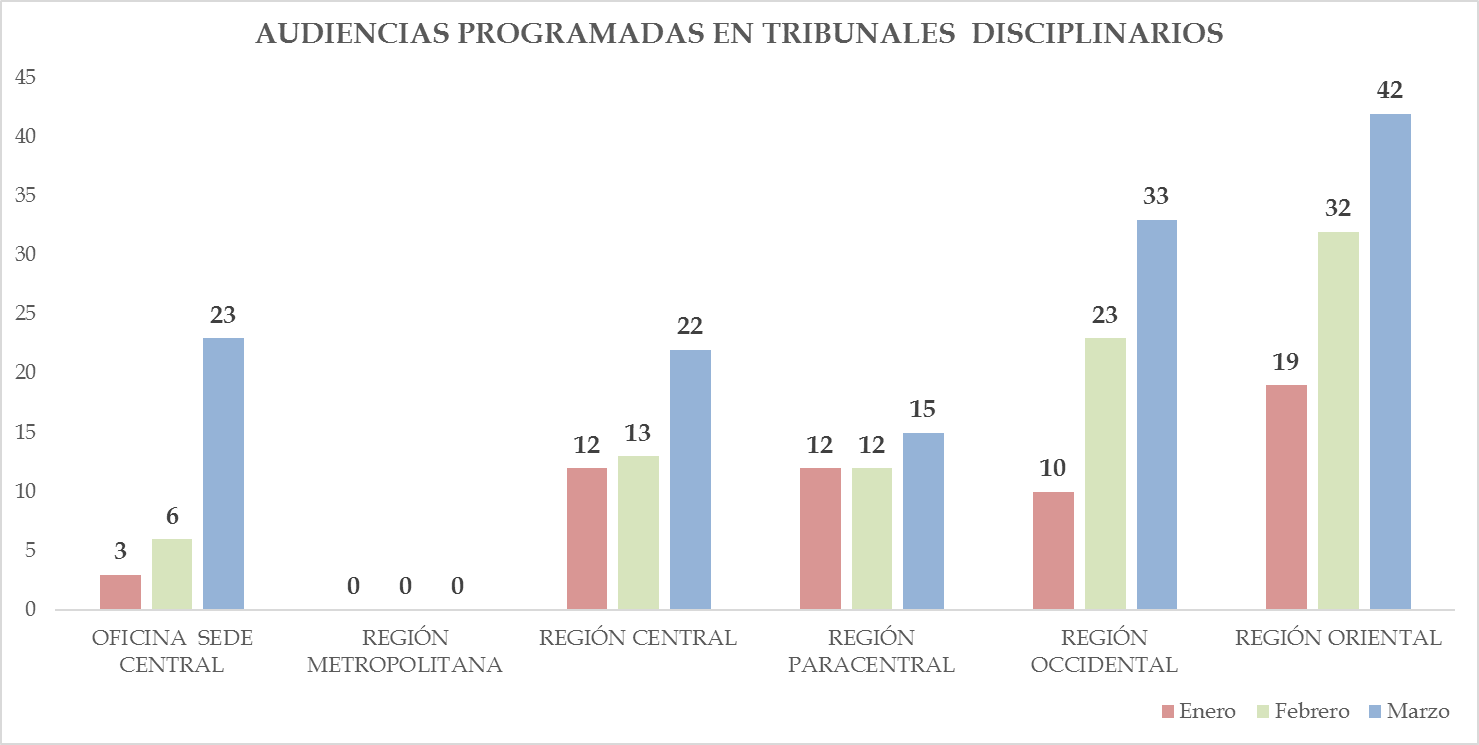 AUDIENCIAS PROGRAMADAS EN TRIBUNALES  DISCIPLINARIOS
45
40
35
30
25
20
15
10
5
0
3
6
23
0
0
0
12
13
22
12
12
15
10
23
33
19
32
42
OFICINA  SEDE
CENTRAL
REGIÓN
METROPOLITANA
REGIÓN CENTRAL
REGIÓN
PARACENTRAL
REGIÓN
OCCIDENTAL
REGIÓN ORIENTAL
Enero
Febrero
Marzo